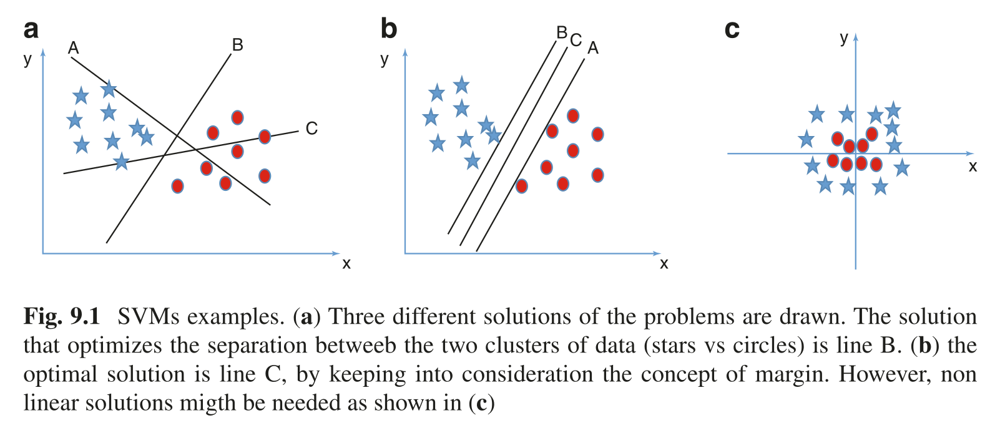 a
A
B
y
C
x
b
B
C
A
y
x
c
y
x
Fig. 9.1 SVMs examples. (a) Three different solutions of the problems are drawn. The solution
that optimizes the separation betweeb the two clusters of data (stars vs circles) is line B. (b) the
optimal solution is line C, by keeping into consideration the concept of margin. However, non
linear solutions migth be needed as shown in (c)